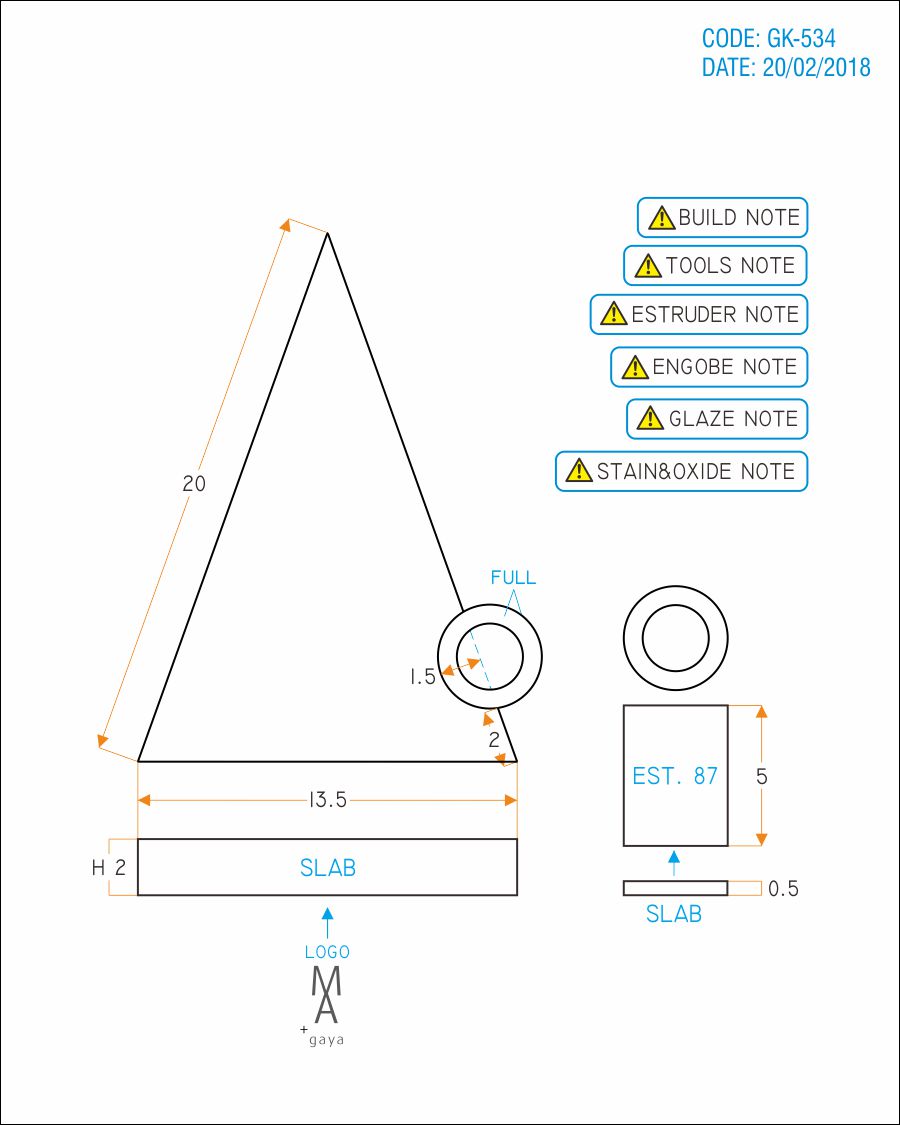 CODE: GK-534
DATE: 20/02/2018
BUILD NOTE
TOOLS NOTE
ESTRUDER NOTE
ENGOBE NOTE
GLAZE NOTE
STAIN&OXIDE NOTE
20
FULL
1.5
2
13.5
EST. 87
5
H 2
SLAB
0.5
SLAB
LOGO
MA
+
gaya